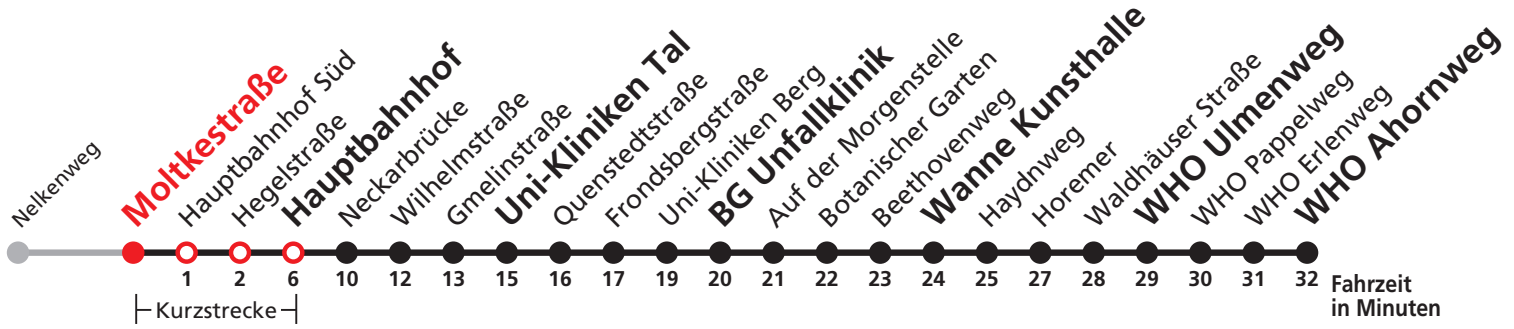 Nelkenweg
Moltkestraße
Hauptbahnhof Süd
Hegelstraße
Hauptbahnhof
Neckarbrücke
Wilhelmstraße
Gmelinstraße
Uni-Kliniken Tal
Quenstedtstraße
Frondsbergstraße
Uni-Kliniken Berg
BG Unfallklinik
Auf der Morgenstelle
Botanischer Garten
Beethovenweg
Wanne Kunsthalle
Haydnweg
Horemer
Waldhäuser Straße
WHO Ulmenweg
WHO Pappelweg
WHO Erlenweg
WHO Ahornweg
1 2 6 10 12 13 15 16 17 19 20 21 22 23 24 25 27 28 29 30 31 32 Fahrzeit
in Minuten
Kurzstrecke